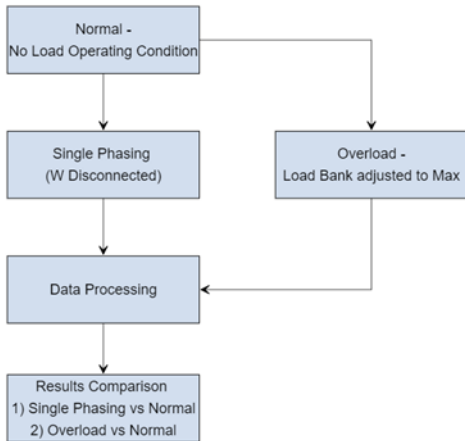 Normal -
No Load Operating Condition
Single Phasing
(W Disconnected)
Overload -
Load Bank adjusted to Max
Data Processing
Results Comparison
1) Single Phasing vs Normal
2) Overload vs Normal